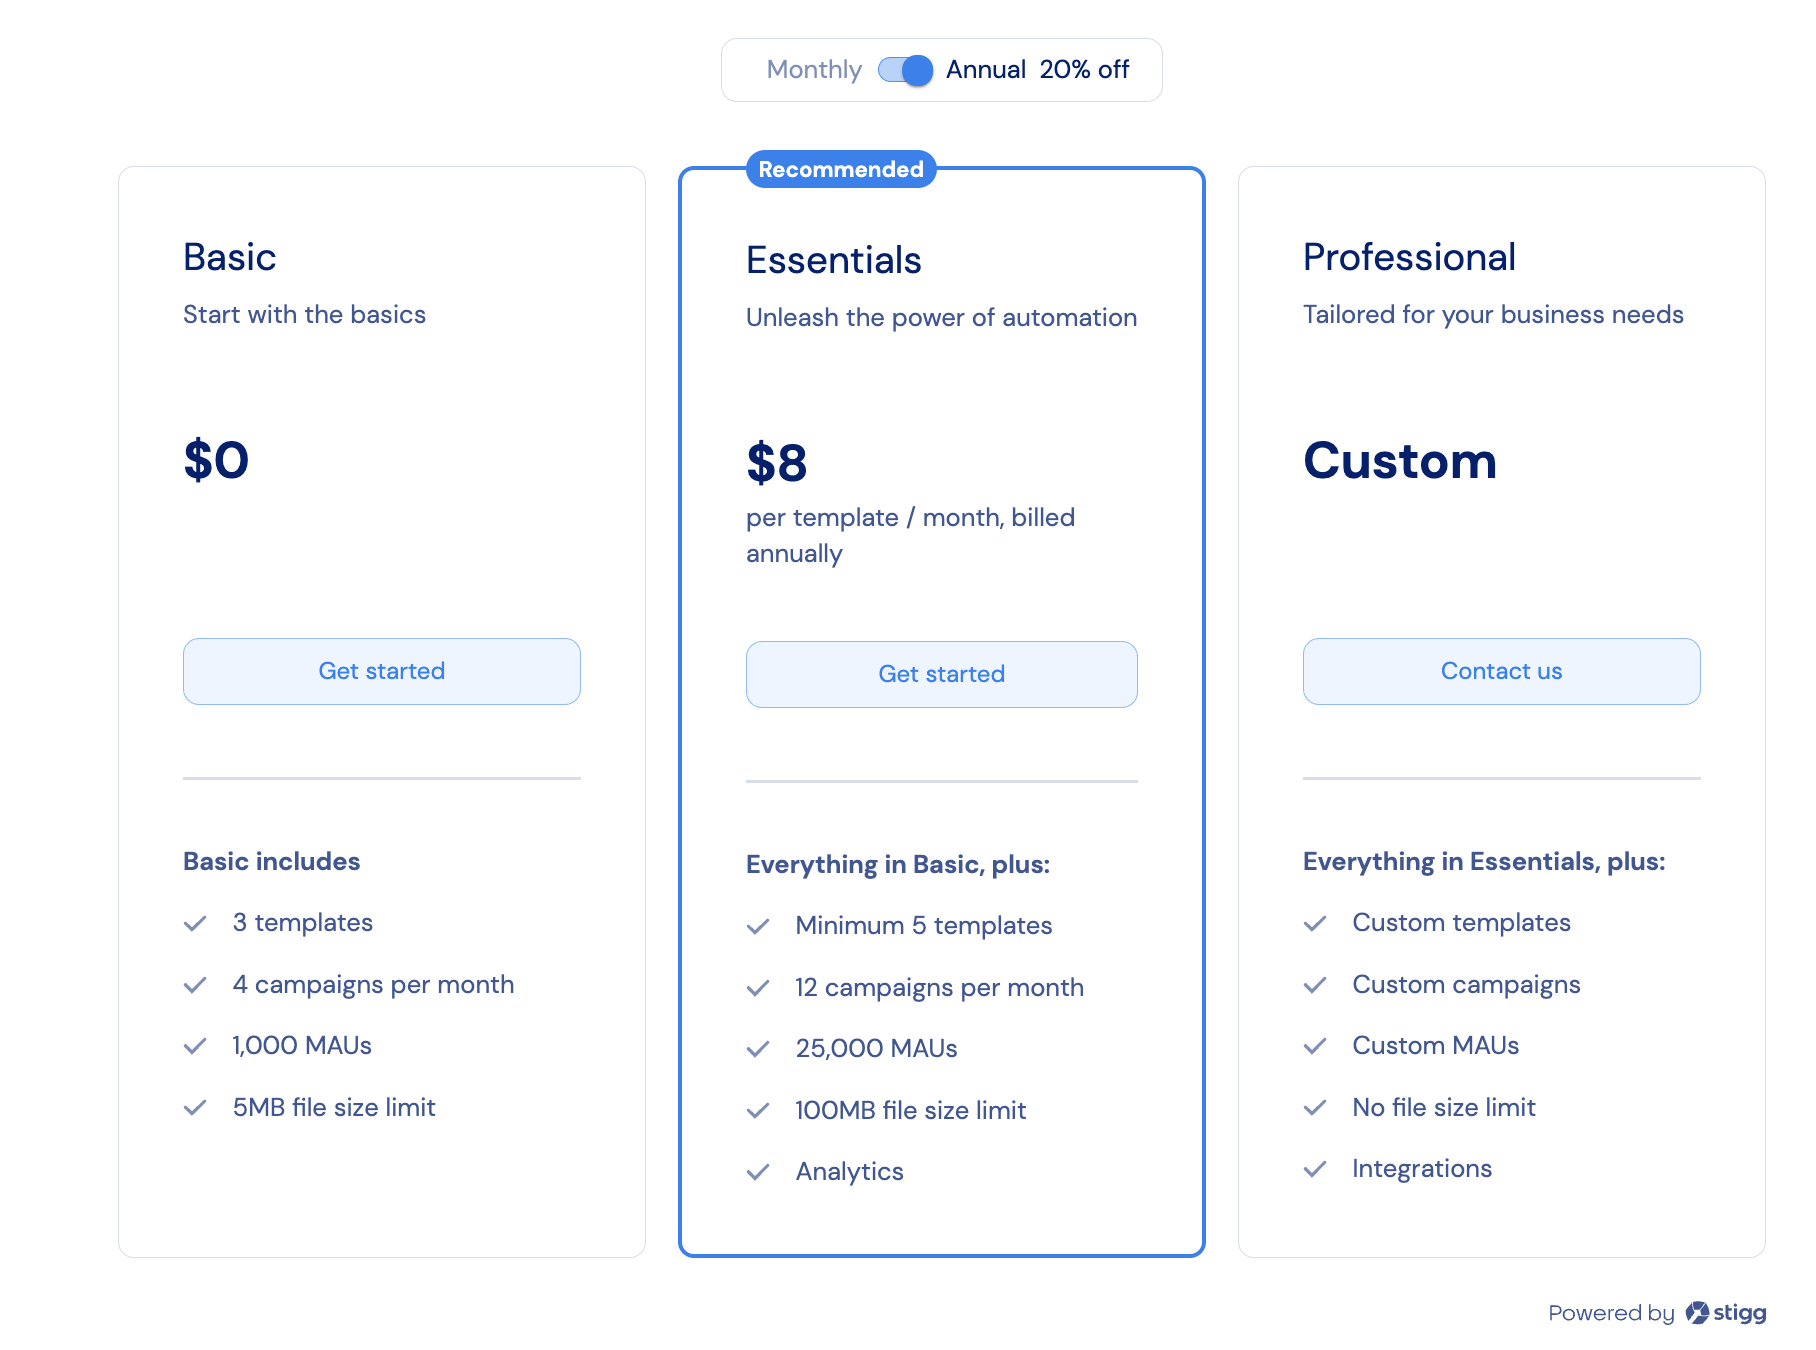 Monthly Annual 20% off
Basic
Start with the basics
$0
Get started
Basic includes
3 templates
4 campaigns per month
1,000 MAUs
5MB file size limit
Recommended
Essentials
Unleash the power of automation
$8
per template / month, billed
annually
Get started
Everything in Basic, plus:
Minimum 5 templates
12 campaigns per month
25,000 MAUs
100MB file size limit
Analytics
Professional
Tailored for your business needs
Custom
Contact us
Everything in Essentials, plus:
Custom templates
Custom campaigns
Custom MAUs
No file size limit
Integrations
Powered by stigg